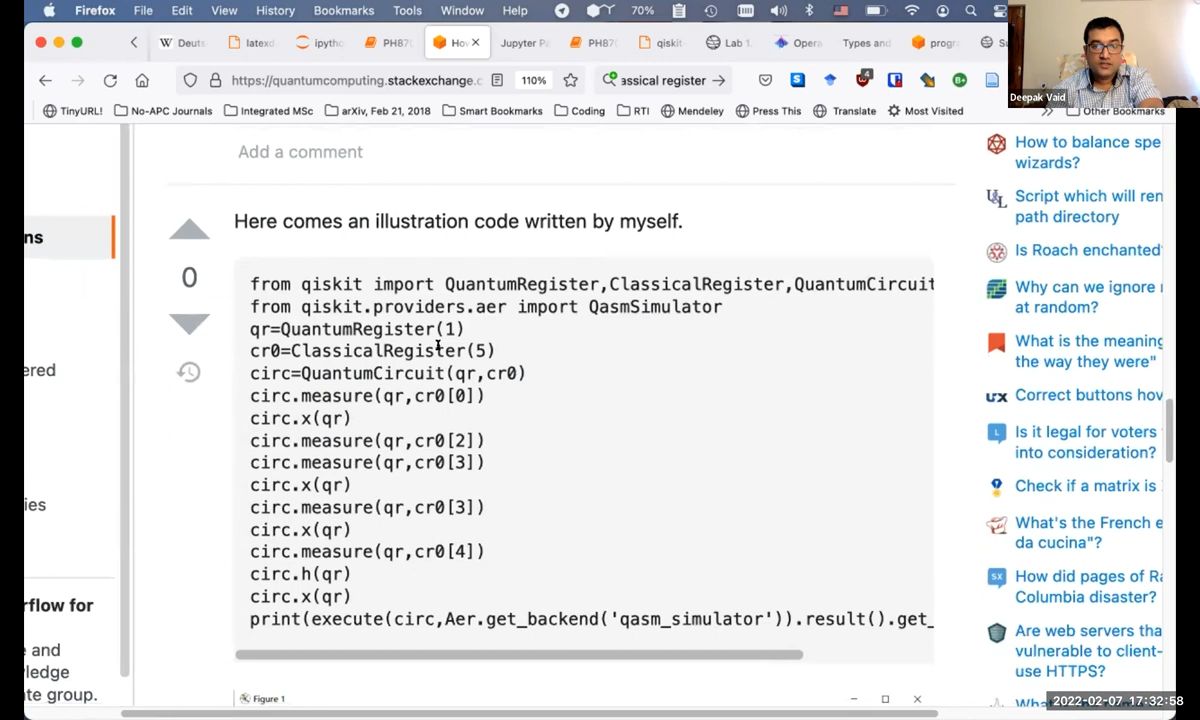 Firefox File Edit View History Bookmarks Tools Window Help 70%
Deuts latexd ipytho PH87 Hov Jupyter Pa PH87 qiskit Lab 1. Opera Types and progr Su
https://quantumcomputing.stackexchange.c 110% assical register 4
TinyURL! No-APC Journals Integrated MSc arXiv, Feb 21, 2018 Smart Bookmarks Coding RTI Mendeley Press This Translate Most Visited Other Bookmarks
Deepak Vaid
Add a comment
ns
ered
ies
rflow for
e and
wledge
te group.
Here comes an illustration code written by myself.
0
from qiskit import QuantumRegister,ClassicalRegister,QuantumCircuit
from qiskit.providers.aer import QasmSimulator
qr=QuantumRegister(1)
cr0=ClassicalRegister(5)
circ=QuantumCircuit(qr,cr0)
circ.measure(qr,cr0[0])
circ.x(qr)
circ.measure(qr,cr0[2])
circ.measure(qr,cr0[3])
circ.x(qr)
circ.measure(qr,cr0[3])
circ.x(qr)
circ.measure(qr,cr0[4])
circ.h(qr)
circ.x(qr)
print(execute(circ,Aer.get_backend('qasm_simulator')).result().get_
Figure 1
How to balance spe
wizards?
Script which will ren
path directory
Is Roach enchanted
Why can we ignore
at random?
What is the meaning
the way they were"
Correct buttons hov
Is it legal for voters
into consideration?
Check if a matrix is
What's the French e
da cucina"?
How did pages of Ra
Columbia disaster?
Are web servers tha
vulnerable to client-
use HTTPS?
2022-02-07 17:32:58